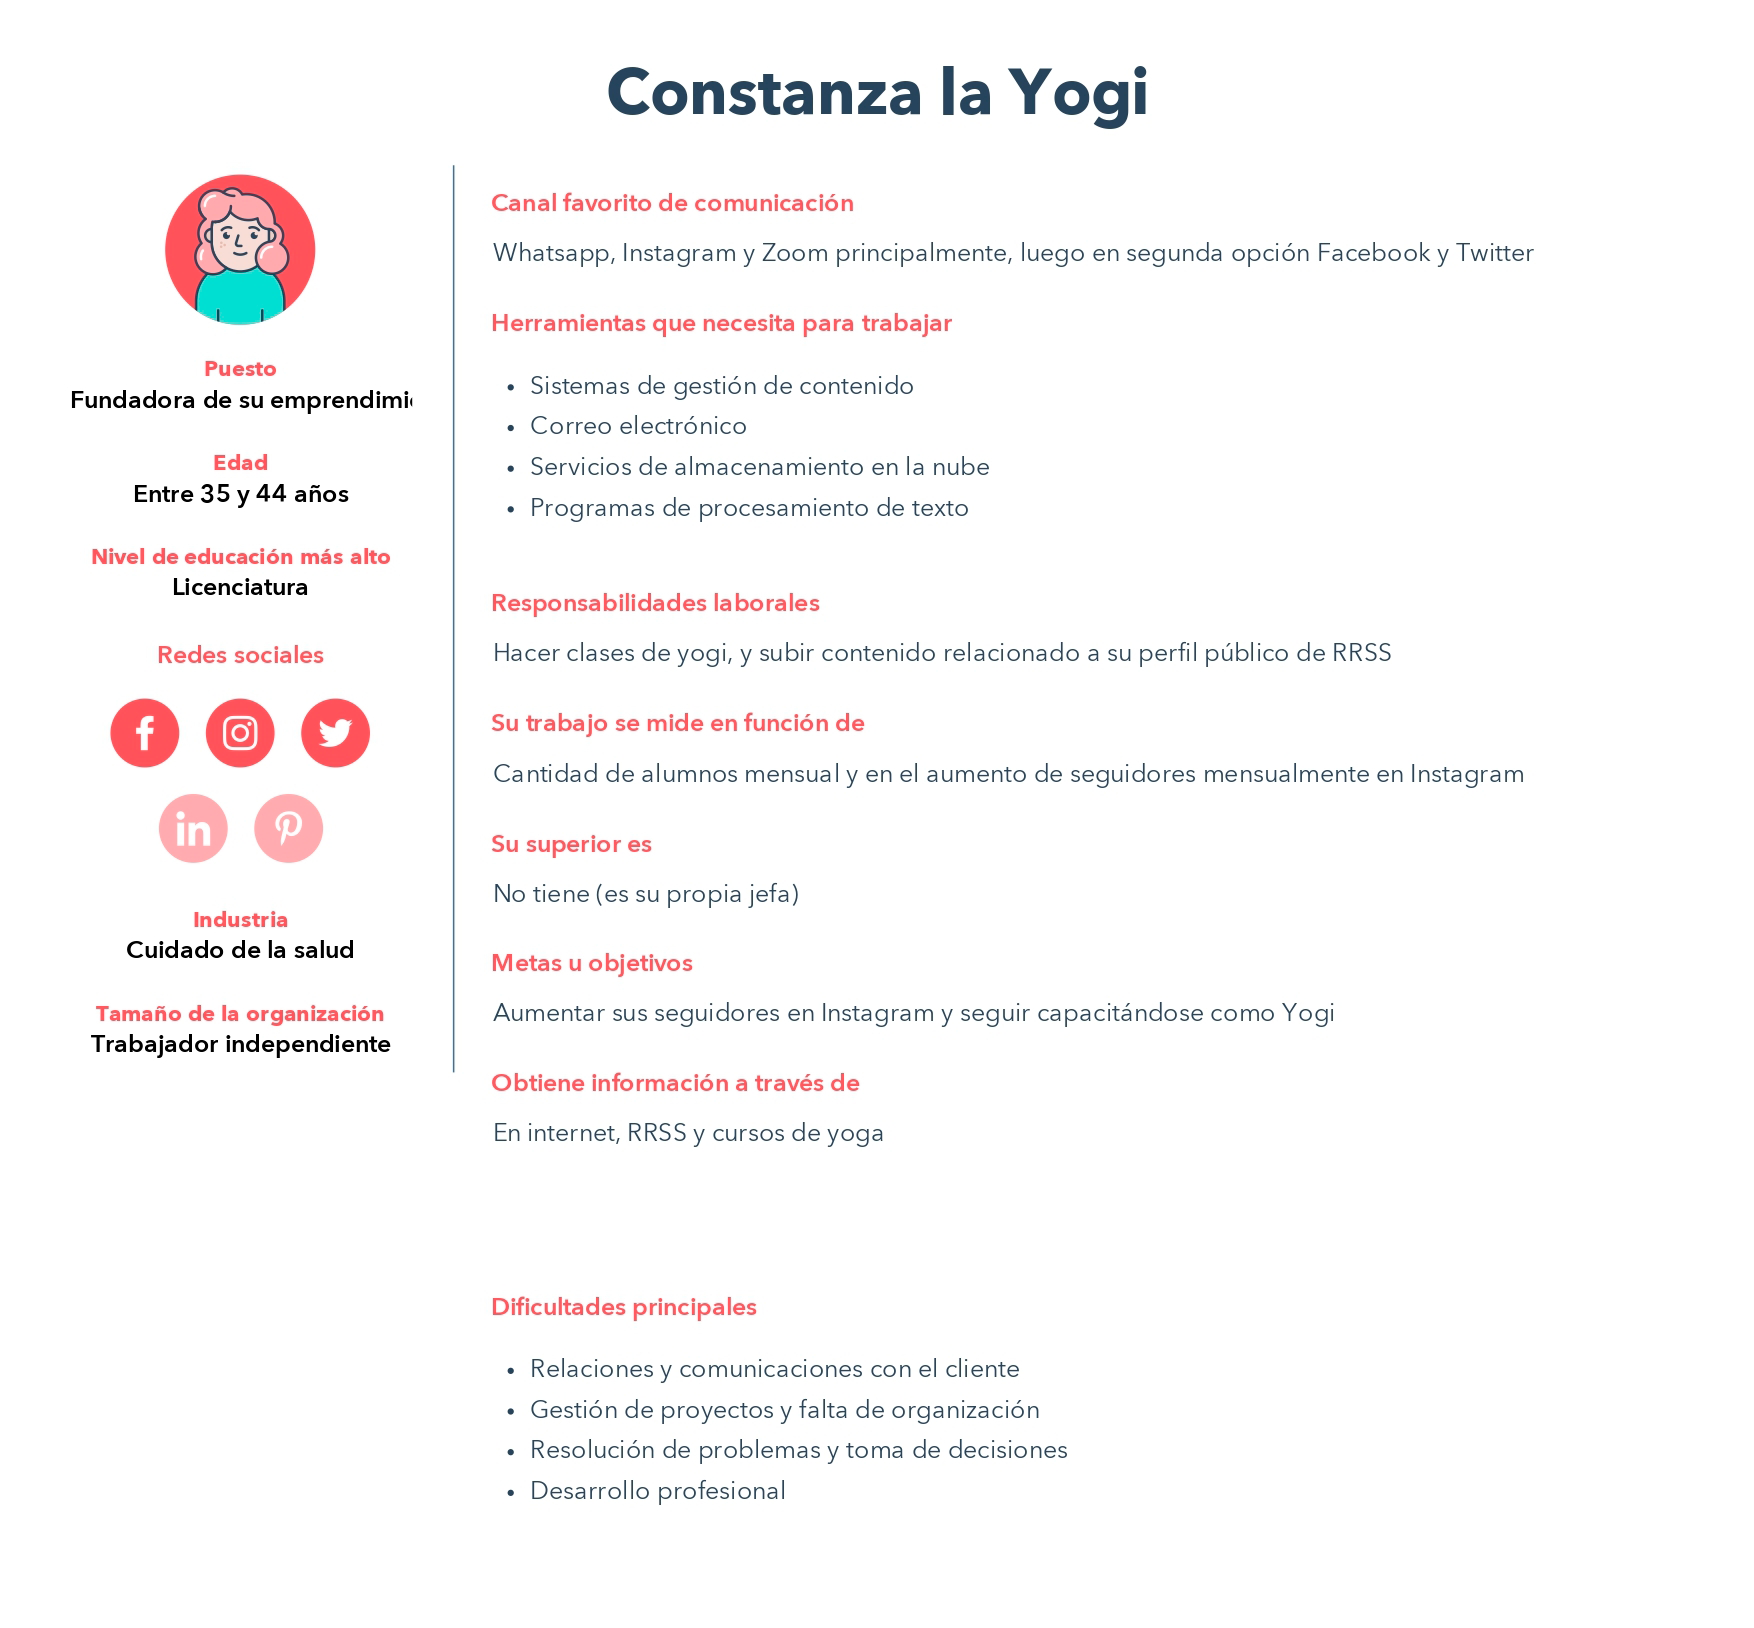 Constanza la Yogi
Puesto
Fundadora de su
Edad
Entre 35 y 44 años
Nivel de educación más alto
Licenciatura
Redes sociales
f
in
Industria
Cuidado de la salud
Tamaño de la organización
Trabajador independiente
Canal favorito de comunicación
Whatsapp, Instagram y Zoom principalmente, luego en segunda opción Facebook y Twitter
Herramientas que necesita para trabajar
• Sistemas de gestión de contenido
• Correo electrónico
• Servicios de almacenamiento en la nube
• Programas de procesamiento de texto
Responsabilidades laborales
Hacer clases de yogi, y subir contenido relacionado a su perfil público de RRSS
Su trabajo se mide en función de
Cantidad de alumnos mensual y en el aumento de seguidores mensualmente en Instagram
Su superior es
No tiene (es su propia jefa)
Metas u objetivos
Aumentar sus seguidores en Instagram y seguir capacitándose como Yogi
Obtiene información a través de
En internet, RRSS y cursos de yoga
Dificultades principales
• Relaciones y comunicaciones con el cliente
• Gestión de proyectos y falta de organización
• Resolución de problemas y toma de decisiones
• Desarrollo profesional